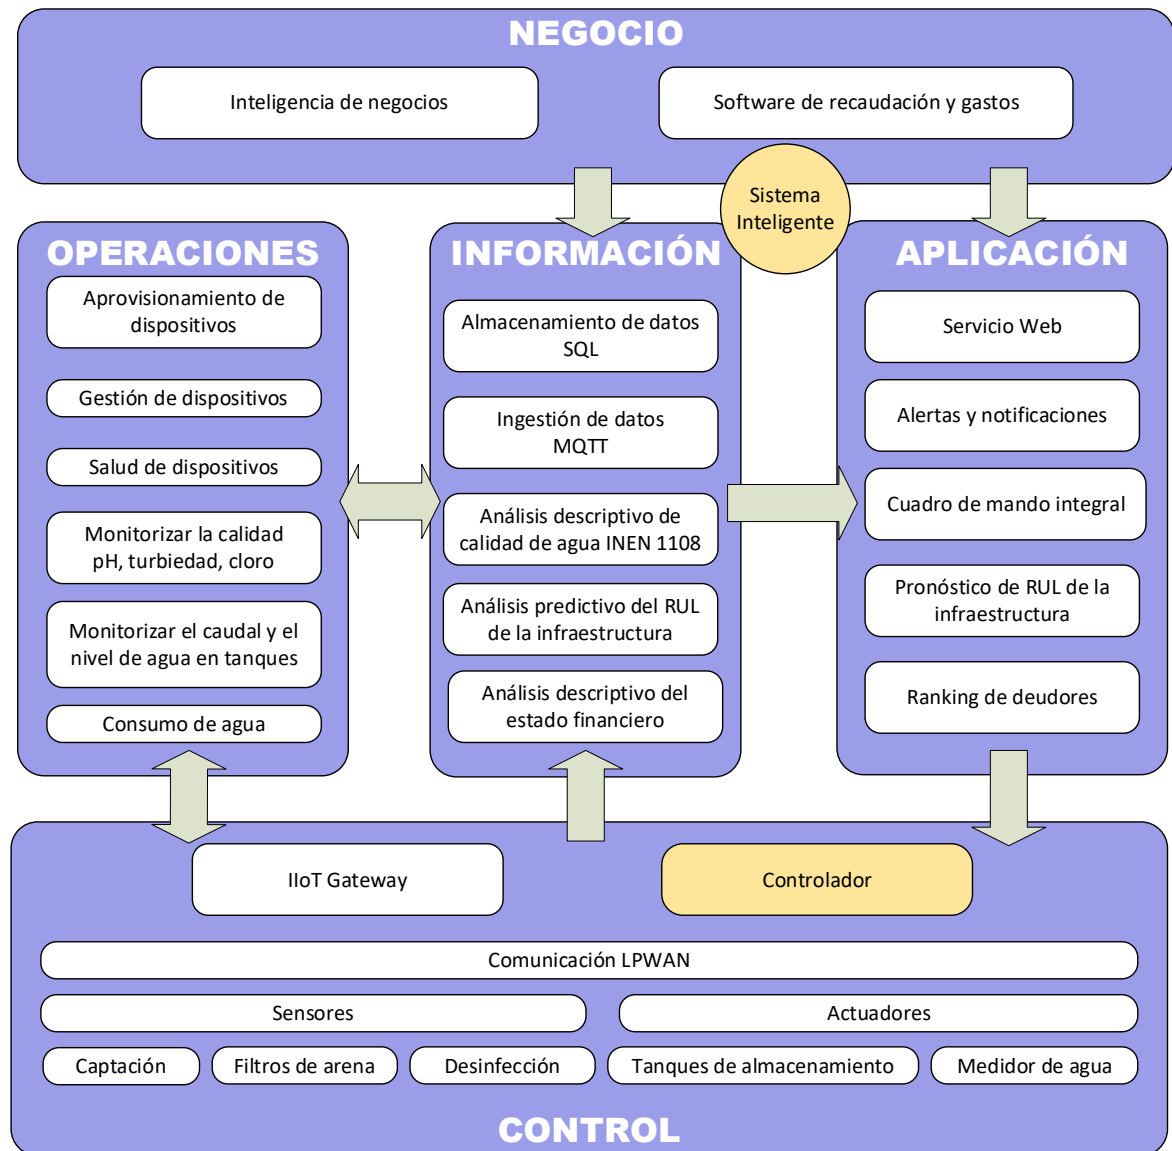 NEGOCIO
Inteligencia de negocios
Software de recaudación y gastos
Sistema
Inteligente
OPERACIONES
Aprovisionamiento de
dispositivos
Gestión de dispositivos
Salud de dispositivos
Monitorizar la calidad
pH, turbiedad, cloro
Monitorizar el caudal y el
nivel de agua en tanques
Consumo de agua
INFORMACIÓN
Almacenamiento de datos
SQL
Ingestión de datos
MQTT
Análisis descriptivo de
calidad de agua INEN 1108
Análisis predictivo del RUL
de la infraestructura
Análisis descriptivo del
estado financiero
APLICACIÓN
Servicio Web
Alertas y notificaciones
Cuadro de mando integral
Pronóstico de RUL de la
infraestructura
Ranking de deudores
IIoT Gateway
Controlador
Comunicación LPWAN
Sensores
Actuadores
Captación
Filtros de arena
Desinfección
Tanques de almacenamiento
Medidor de agua
CONTROL